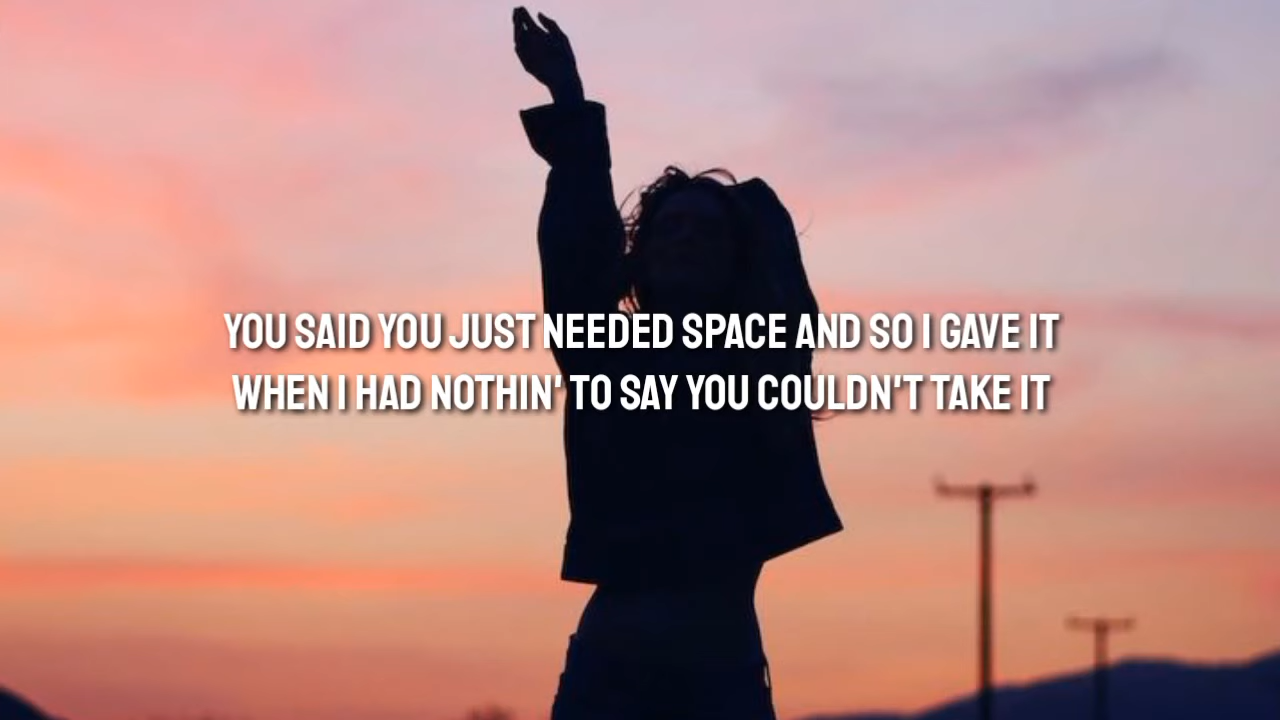 YOU SAID YOU JUST NEEDED SPACE AND SO I GAVE IT
WHEN I HAD NOTHIN' TO SAY YOU COULDN'T TAKE IT